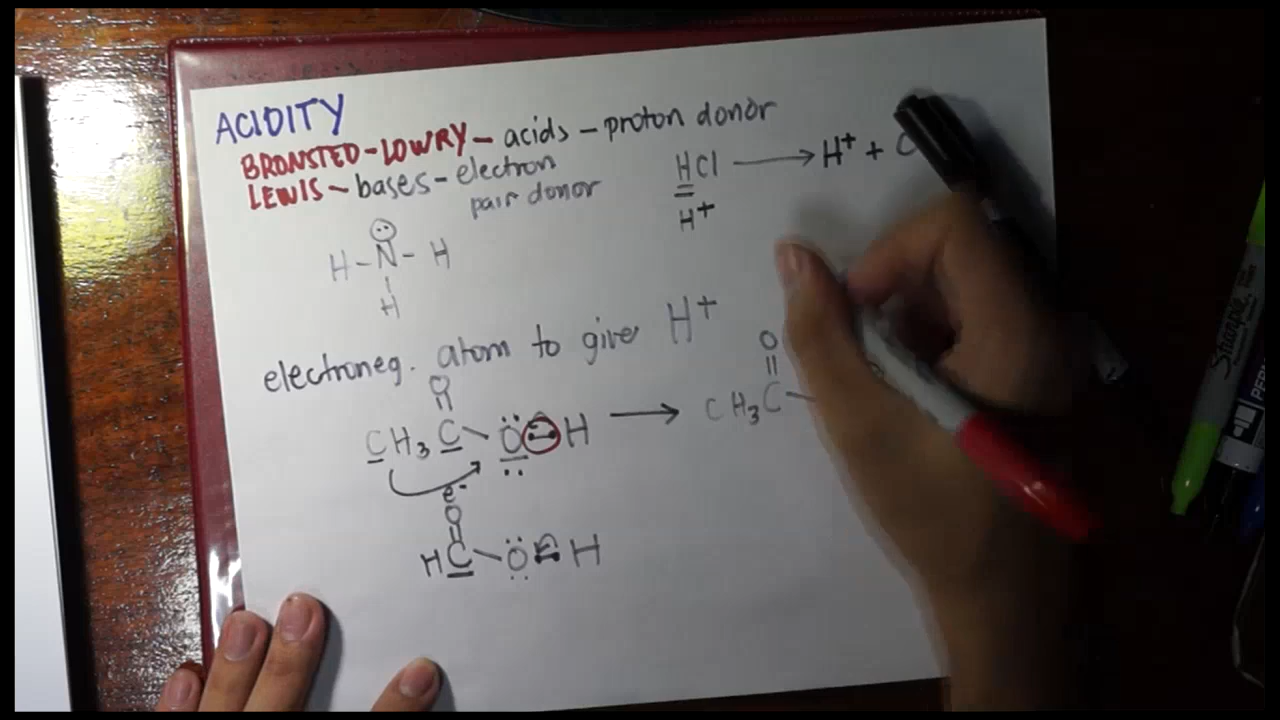 ACIDITY
BRONSTED-LOWRY - acids - proton donor
LEWIS - bases - electron
pair donor
HCl → H+ + C
H+
H - N - H
H
electroneg. atom to give H+
O
CH3 C - O H → CH3 C -
e-
O
O
HC - O H
Sharpie